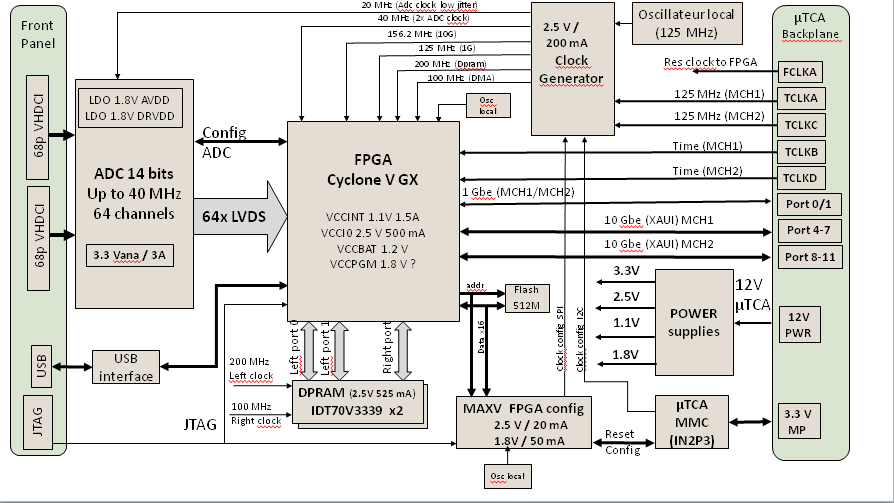 Front
Panel
68p VHDCI
68p VHDCI
USB
JTAG
LDO 1.8V AVDD
LDO 1.8V DRVDD
ADC 14 bits
Up to 40 MHz
64 channels
3.3 Vana / 3A
Config
ADC
64x LVDS
20 MHz (Adc clock low jitter)
40 MHz (2x ADC clock)
156.2 MHz (10G)
125 MHz (1G)
200 MHz (Dpram)
100 MHz (DMA)
Osc
local
FPGA
Cyclone V GX
VCCINT 1.1V 1.5A
VCCI0 2.5 V 500 mA
VCCBAT 1.2 V
VCCPGM 1.8 V ?
2.5 V /
200 mA
Clock
Generator
Oscillateur local
(125 MHz)
µTCA
Backplane
Res clock to FPGA
FCLKA
125 MHz (MCH1)
TCLKA
125 MHz (MCH2)
TCLKC
Time (MCH1)
TCLKB
Time (MCH2)
TCLKD
1 Gbe (MCH1/MCH2)
Port 0/1
10 Gbe (XAUI) MCH1
Port 4-7
10 Gbe (XAUI) MCH2
Port 8-11
addr
Data x16
Flash
512M
Clock config SPI
Clock config I2C
3.3V
2.5V
1.1V
1.8V
POWER
supplies
12V
µTCA
12V
PWR
USB
interface
Left port 0
Left port 1
Right port
200 MHz
Left clock
100 MHz
Right clock
JTAG
DPRAM (2.5V 525 mA)
IDT70V3339 x2
MAXV FPGA config
2.5 V / 20 mA
1.8V / 50 mA
Osc local
Reset
Config
µTCA
MMC
(IN2P3)
3.3 V
MP